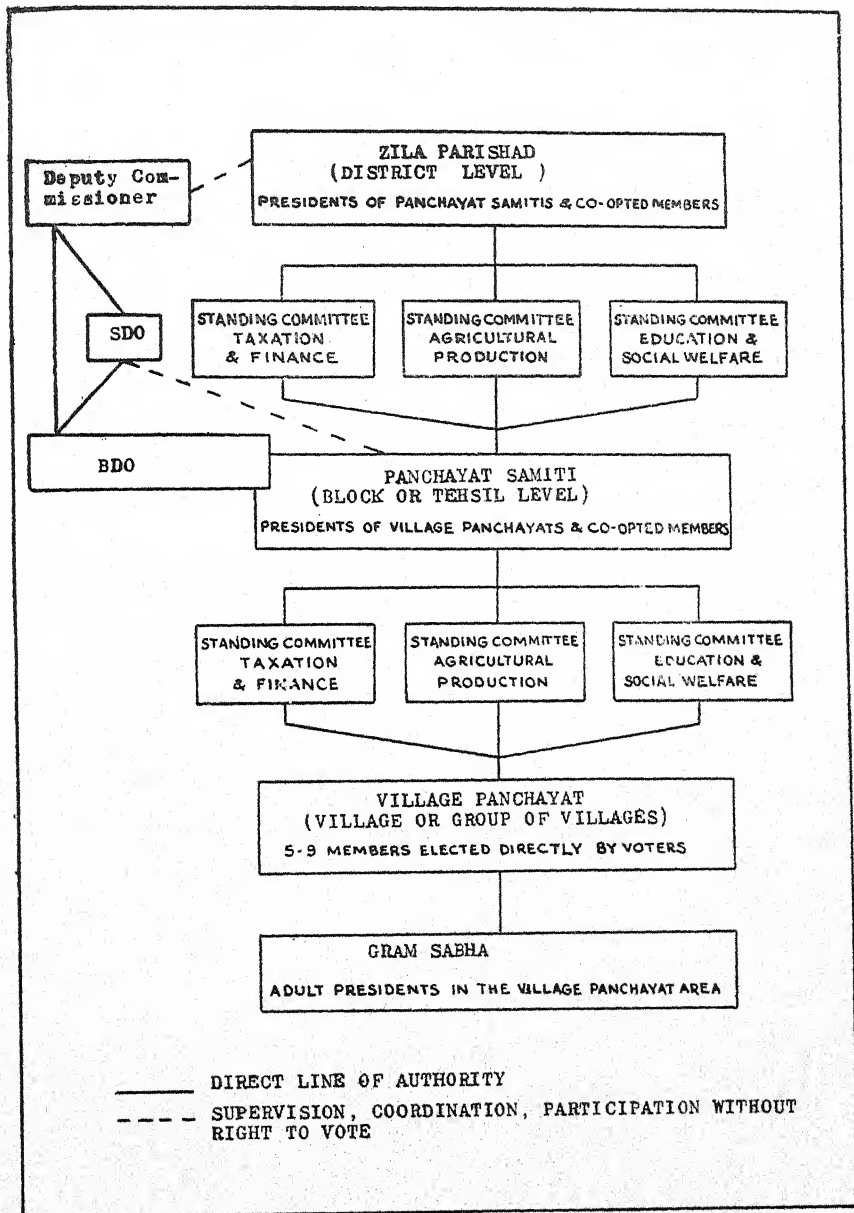 ZILA PARISHAD
(DISTRICT LEVEL )
PRESIDENTS OF PANCHAYAT SAMITIS & CO-OPTED MEMBERS
Deputy Com-
missioner
SDO
BDO
STANDING COMMITTEE
TAXATION
& FINANCE
STANDING COMMITTEE
AGRICULTURAL
PRODUCTION
STANDING COMMITTEE
EDUCATION &
SOCIAL WELFARE
PANCHAYAT SAMITI
(BLOCK OR TEHSIL LEVEL)
PRESIDENTS OF VILLAGE PANCHAYATS & CO-OPTED MEMBERS
STANDING COMMITTEE
TAXATION
& FINANCE
STANDING COMMITTEE
AGRICULTURAL
PRODUCTION
STANDING COMMITTEE
EDUCATION &
SOCIAL WELFARE
VILLAGE PANCHAYAT
(VILLAGE OR GROUP OF VILLAGES)
5-9 MEMBERS ELECTED DIRECTLY BY VOTERS
GRAM SABHA
ADULT PRESIDENTS IN THE VILLAGE PANCHAYAT AREA
DIRECT LINE OF AUTHORITY
SUPERVISION, COORDINATION, PARTICIPATION WITHOUT
RIGHT TO VOTE